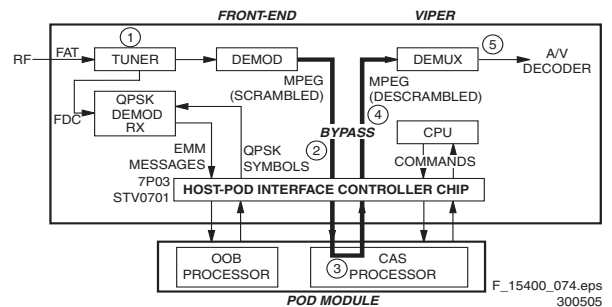 FRONT-END
VIPER
1
5
RF
FAT
TUNER
DEMOD
DEMUX
A/V
DECODER
MPEG
(SCRAMBLED)
MPEG
(DESCRAMBLED)
QPSK
DEMOD
RX
FDC
4
BYPASS
2
CPU
EMM
MESSAGES
QPSK
SYMBOLS
COMMANDS
7P03
STV0701
HOST-POD INTERFACE CONTROLLER CHIP
OOB
PROCESSOR
3
CAS
PROCESSOR
POD MODULE
F_15400_074.eps
300505